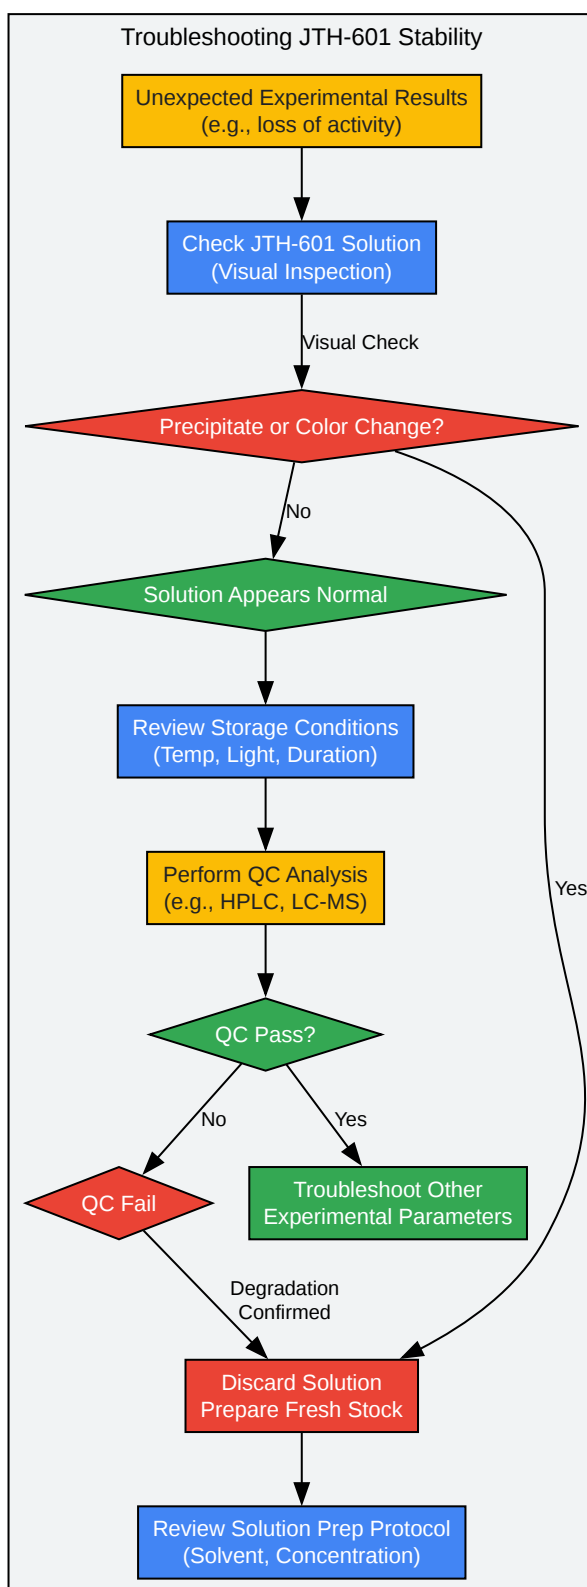 Troubleshooting JTH-601 Stability
Unexpected Experimental Results
(e.g., loss of activity)
Check JTH-601 Solution
(Visual Inspection)
Visual Check
Precipitate or Color Change?
No
Solution Appears Normal
Review Storage Conditions
(Temp, Light, Duration)
Perform QC Analysis
(e.g., HPLC, LC-MS)
Yes
QC Pass?
No
Yes
QC Fail
Troubleshoot Other
Experimental Parameters
Degradation
Confirmed
Discard Solution
Prepare Fresh Stock
Review Solution Prep Protocol
(Solvent, Concentration)